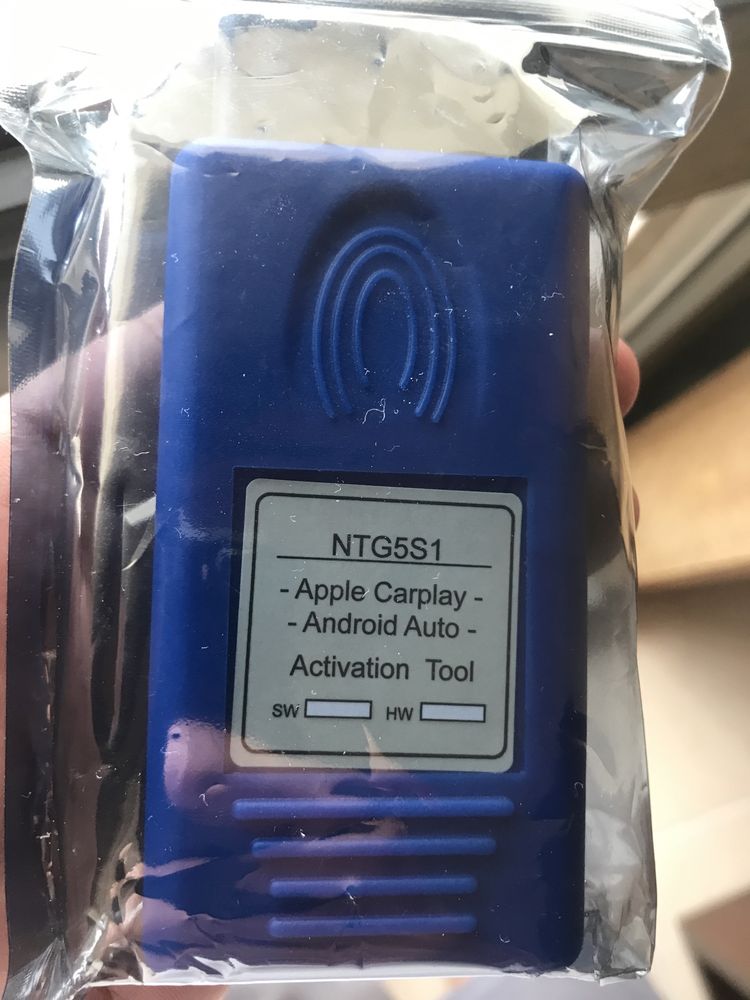 NTG5S1
- Apple Carplay -
- Android Auto -
Activation Tool
SW HW